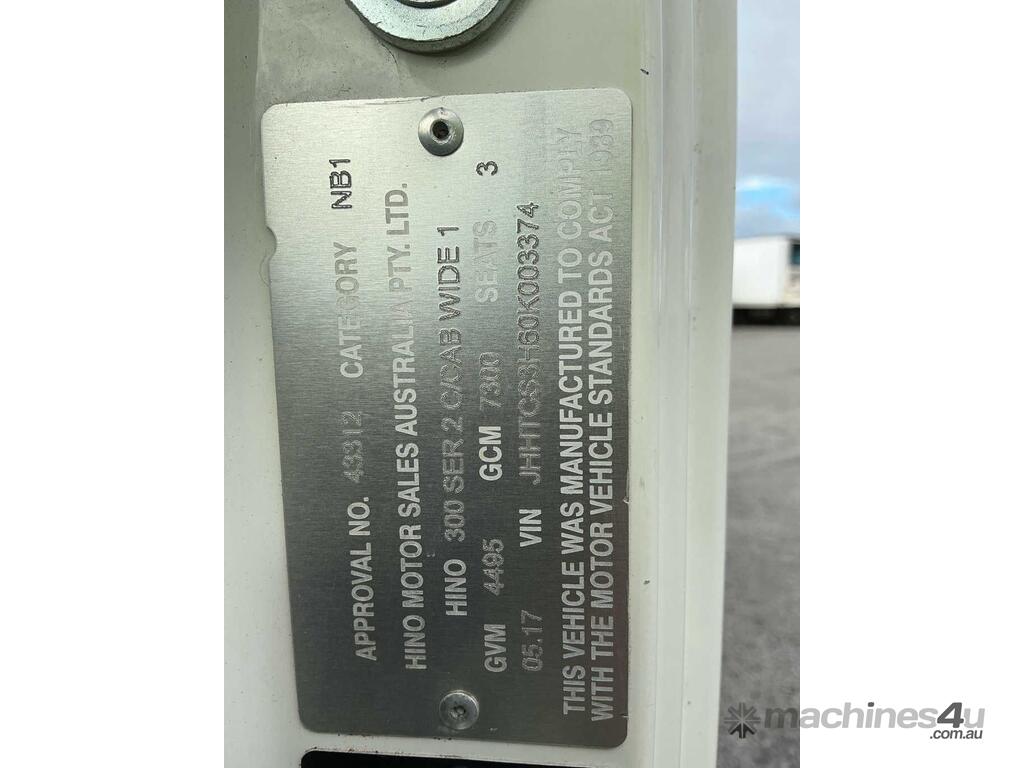 APPROVAL NO. 43312 CATEGORY NB1
HINO MOTOR SALES AUSTRALIA PTY. LTD.
HINO 300 SER 2 C/CAB WIDE 1
GVM 4495 GCM 7300 SEATS 3
05.17 VIN JHHTCS3H60K003374
THIS VEHICLE WAS MANUFACTURED TO COMPLY
WITH THE MOTOR VEHICLE STANDARDS ACT 1989
machines4u
.com.au